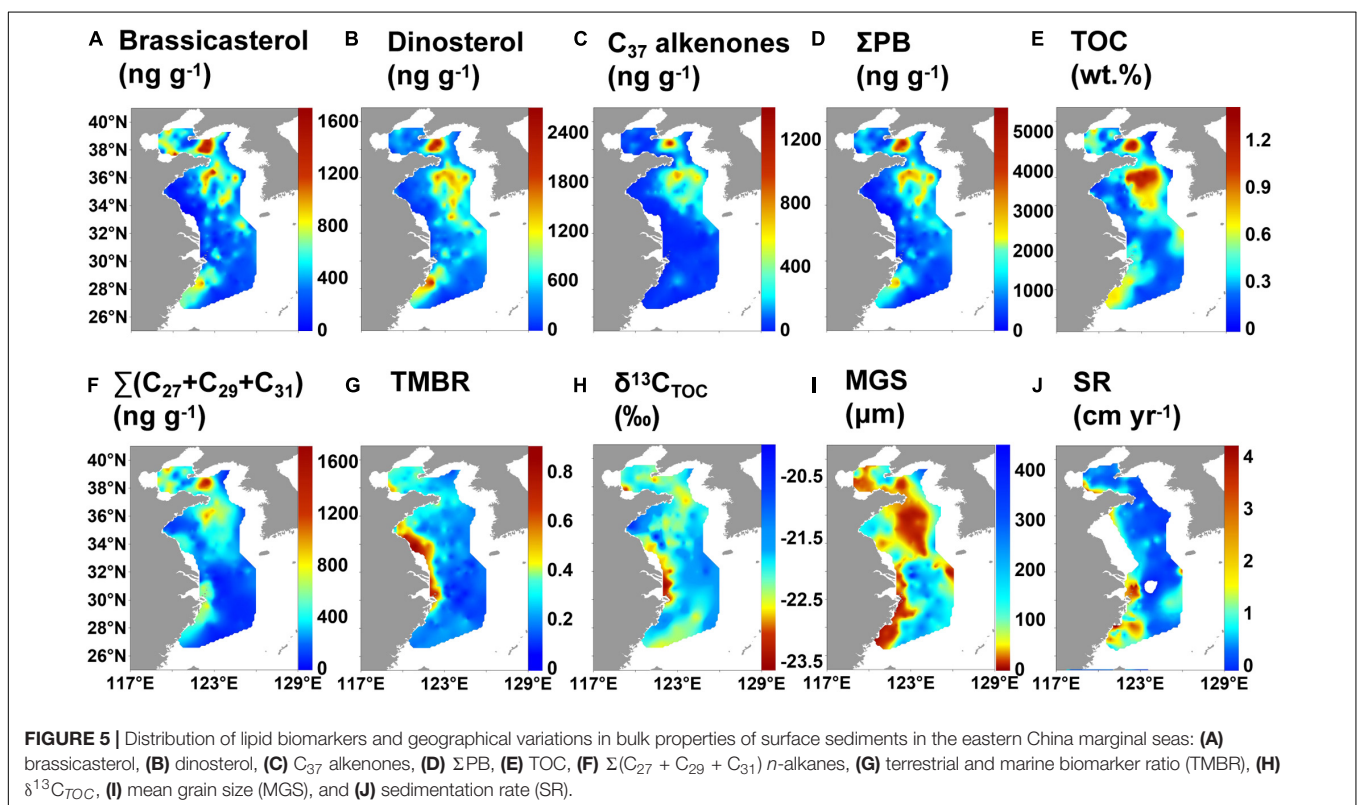 A Brassicasterol (ng g⁻¹)
B Dinosterol (ng g⁻¹)
C C₃₇ alkenones (ng g⁻¹)
D ΣPB (ng g⁻¹)
E TOC (wt.%)
40°N
38°N
36°N
34°N
32°N
30°N
28°N
26°N
1600
1200
800
400
0
2400
1800
1200
600
0
1200
800
400
0
5000
4000
3000
2000
1000
0
1.2
0.9
0.6
0.3
0
F ∑(C₂₇+C₂₉+C₃₁) (ng g⁻¹)
G TMBR
H δ¹³C_TOC (‰)
I MGS (µm)
J SR (cm yr⁻¹)
40°N
38°N
36°N
34°N
32°N
30°N
28°N
26°N
1600
1200
800
400
0
0.8
0.6
0.4
0.2
0
-20.5
-21.5
-22.5
-23.5
400
300
200
100
0
4
3
2
1
0
117°E 123°E 129°E
117°E 123°E 129°E
117°E 123°E 129°E
117°E 123°E 129°E
117°E 123°E 129°E
FIGURE 5 | Distribution of lipid biomarkers and geographical variations in bulk properties of surface sediments in the eastern China marginal seas: (A)
brassicasterol, (B) dinosterol, (C) C₃₇ alkenones, (D) ΣPB, (E) TOC, (F) Σ(C₂₇ + C₂₉ + C₃₁) n-alkanes, (G) terrestrial and marine biomarker ratio (TMBR), (H)
δ¹³C_TOC, (I) mean grain size (MGS), and (J) sedimentation rate (SR).